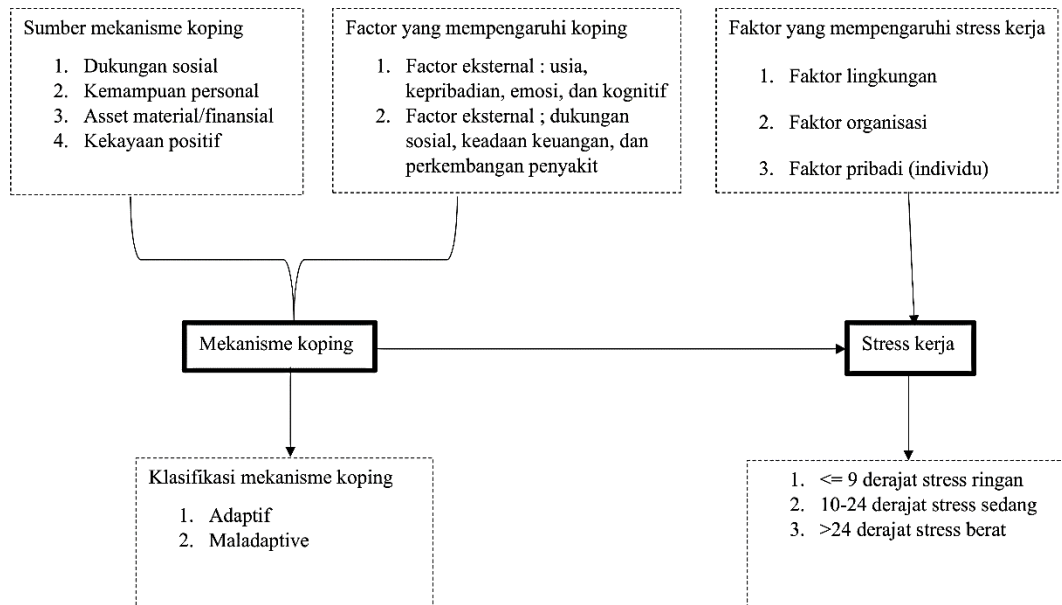 Sumber mekanisme koping
1. Dukungan sosial
2. Kemampuan personal
3. Asset material/finansial
4. Kekayaan positif
Factor yang mempengaruhi koping
1. Factor eksternal : usia,
kepribadian, emosi, dan kognitif
2. Factor eksternal ; dukungan
sosial, keadaan keuangan, dan
perkembangan penyakit
Faktor yang mempengaruhi stress kerja
1. Faktor lingkungan
2. Faktor organisasi
3. Faktor pribadi (individu)
Mekanisme koping
Stress kerja
Klasifikasi mekanisme koping
1. Adaptif
2. Maladaptive
1. <= 9 derajat stress ringan
2. 10-24 derajat stress sedang
3. >24 derajat stress berat